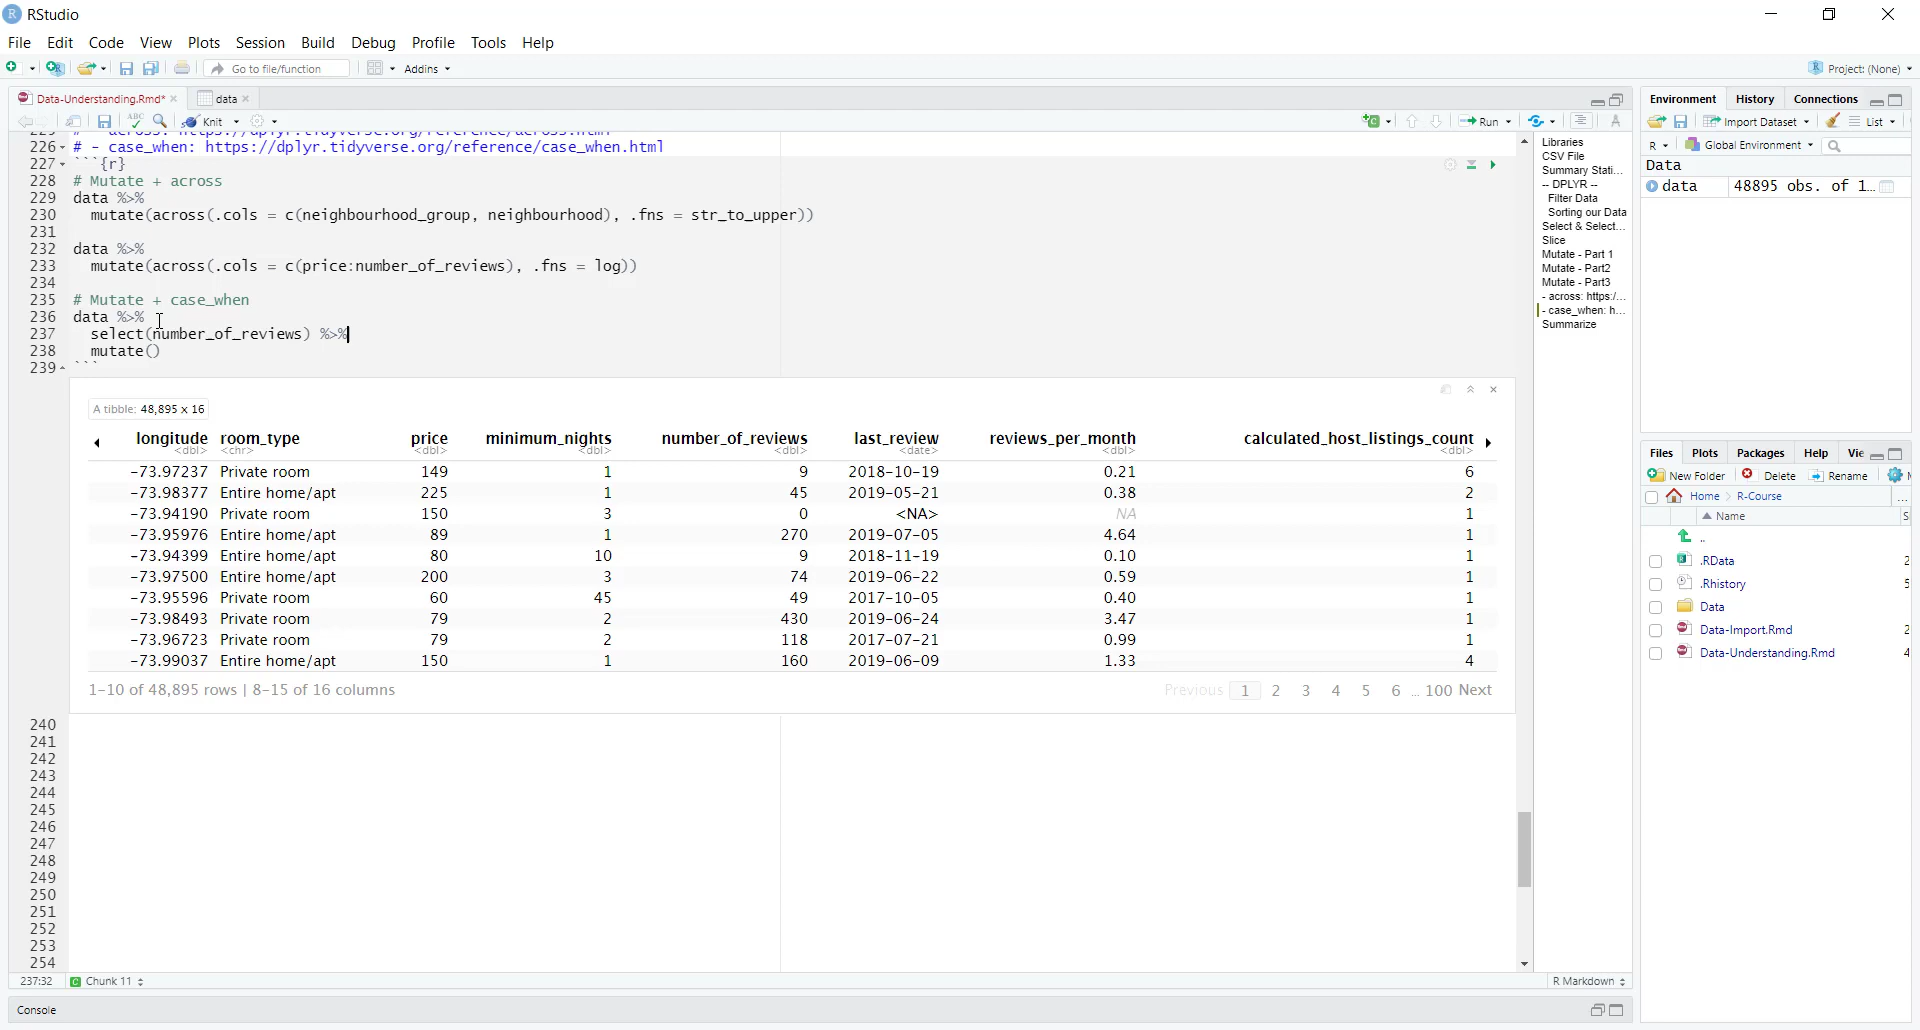 RStudio
File Edit Code View Plots Session Build Debug Profile Tools Help
Go to file/function Addins Project: (None)
Data-Understanding.Rmd* data
Environment History Connections
ABC Knit Run Import Dataset List
R Global Environment
226 # - case_when: https://dplyr.tidyverse.org/reference/case_when.html
227 ```{r}
228 # Mutate + across
229 data %>%
230 mutate(across(.cols = c(neighbourhood_group, neighbourhood), .fns = str_to_upper))
231
232 data %>%
233 mutate(across(.cols = c(price:number_of_reviews), .fns = log))
234
235 # Mutate + case_when
236 data %>%
237 select(number_of_reviews) %>%
238 mutate()
239 ```
A tibble: 48,895 x 16
longitude room_type price minimum_nights number_of_reviews last_review reviews_per_month calculated_host_listings_count
<dbl> <chr> <dbl> <dbl> <dbl> <date> <dbl> <dbl>
-73.97237 Private room 149 1 9 2018-10-19 0.21 6
-73.98377 Entire home/apt 225 1 45 2019-05-21 0.38 2
-73.94190 Private room 150 3 0 <NA> NA 1
-73.95976 Entire home/apt 89 1 270 2019-07-05 4.64 1
-73.94399 Entire home/apt 80 10 9 2018-11-19 0.10 1
-73.97500 Entire home/apt 200 3 74 2019-06-22 0.59 1
-73.95596 Private room 60 45 49 2017-10-05 0.40 1
-73.98493 Private room 79 2 430 2019-06-24 3.47 1
-73.96723 Private room 79 2 118 2017-07-21 0.99 1
-73.99037 Entire home/apt 150 1 160 2019-06-09 1.33 4
1-10 of 48,895 rows | 8-15 of 16 columns Previous 1 2 3 4 5 6 ... 100 Next
240
241
242
243
244
245
246
247
248
249
250
251
252
253
254
237:32 Chunk 11 R Markdown
Console
Libraries
CSV File
Summary Stati...
-- DPLYR --
Filter Data
Sorting our Data
Select & Select...
Slice
Mutate - Part 1
Mutate - Part2
Mutate - Part3
- across: https:/...
- case_when: h...
Summarize
Data
data 48895 obs. of 1...
Files Plots Packages Help Vie
New Folder Delete Rename
Home R-Course ...
Name S
..
.RData 2
.Rhistory 5
Data
Data-Import.Rmd 2
Data-Understanding.Rmd 4